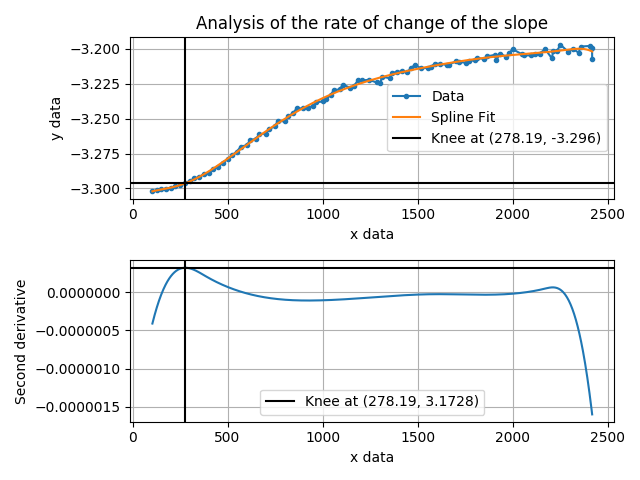 Analysis of the rate of change of the slope
y data
−3.200
−3.225
−3.250
−3.275
−3.300
Data
Spline Fit
Knee at (278.19, -3.296)
0
500
1000
1500
2000
2500
x data
Second derivative
0.0000000
−0.0000005
−0.0000010
−0.0000015
Knee at (278.19, 3.1728)
0
500
1000
1500
2000
2500
x data